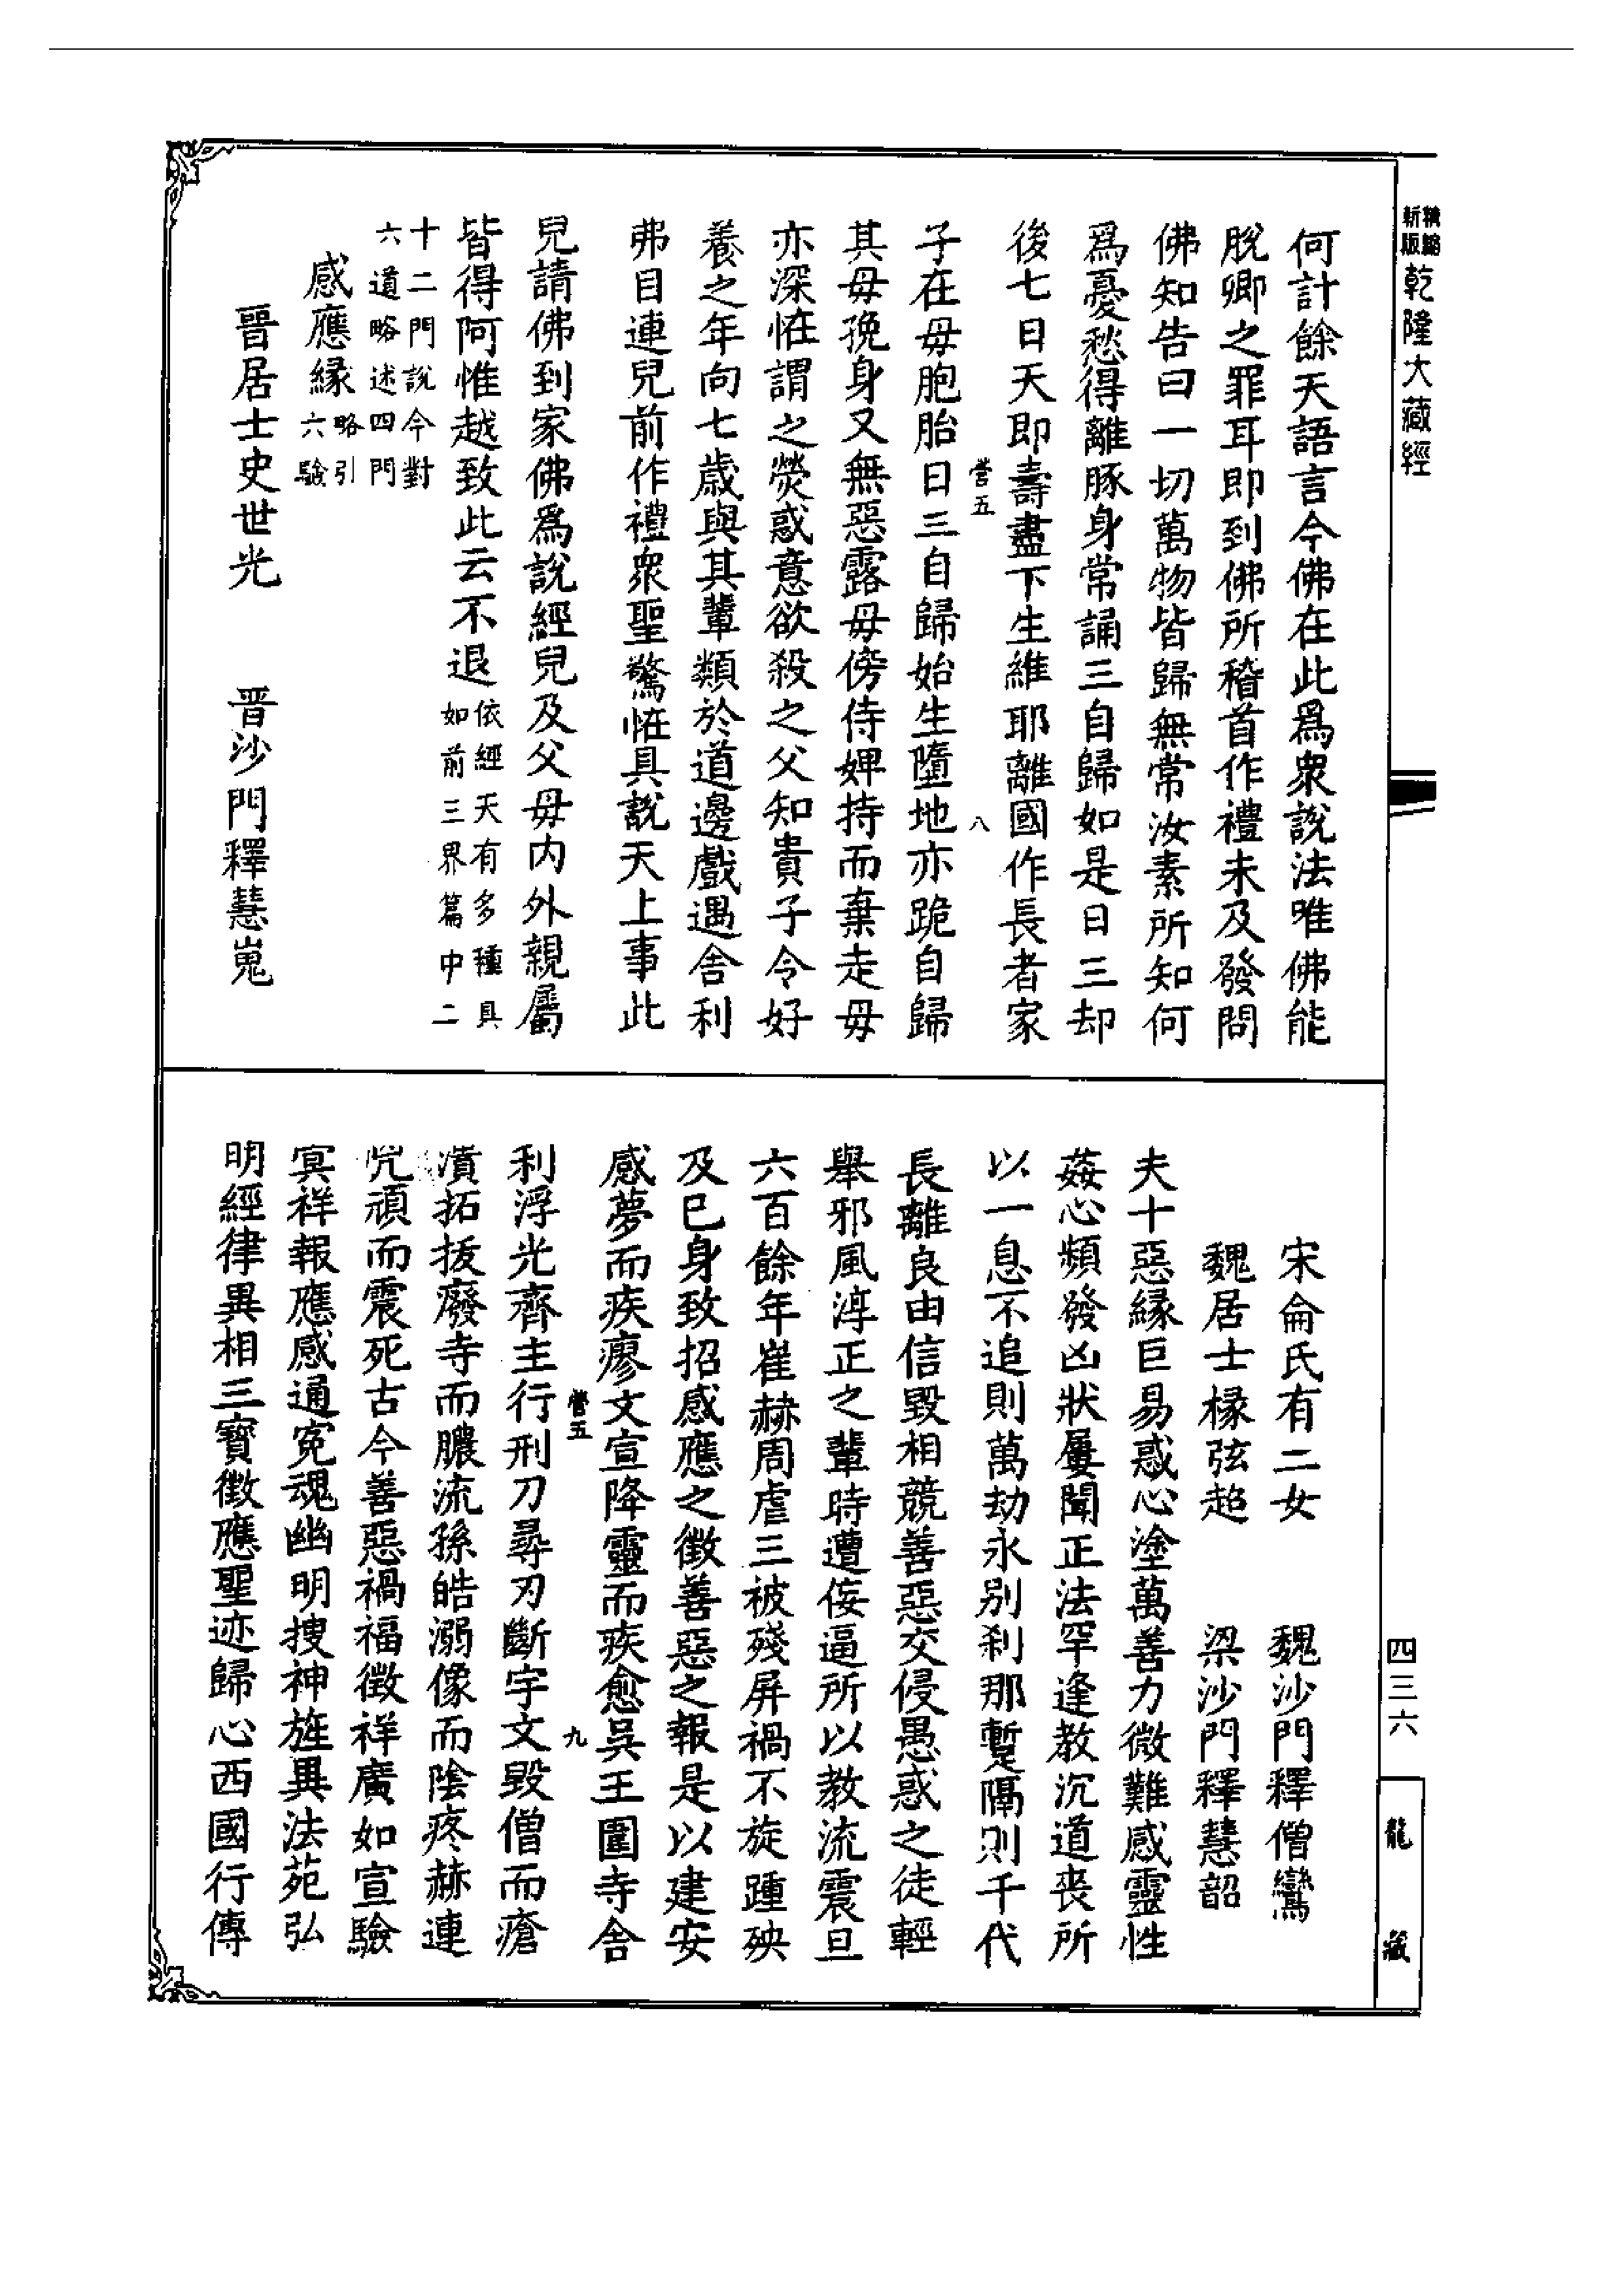 精縮新版乾隆大藏經
何計餘天語言今佛在此爲衆說法唯佛能
脫卿之罪耳即到佛所稽首作禮未及發問
佛知告曰一切萬物皆歸無常汝素所知何
爲憂愁得離豚身常誦三自歸如是日三却
後七日天即壽盡下生維耶離國作長者家
營五 八
子在母胞胎日三自歸始生墮地亦跪自歸
其母㝃身又無惡露母傍侍婢持而棄走母
亦深怪謂之熒惑意欲殺之父知貴子令好
養之年向七歲與其輩類於道邊戲遇舍利
弗目連兒前作禮衆聖驚怪具說天上事此
兒請佛到家佛爲說經兒及父母內外親屬
皆得阿惟越致此云不退依經天有多種具
如前三界篇中二
十二門說今對
六道略述四門
感應緣略引
六驗
晉居士史世光 晉沙門釋慧嵬
宋侖氏有二女 魏沙門釋僧鸞
魏居士椽弦超 梁沙門釋慧韶
夫十惡緣巨易惑心塗萬善力微難感靈性
姦心頻發凶狀屢聞正法罕逢教沉道喪所
以一息不追則萬劫永別剎那暫隔則千代
長離良由信毀相競善惡交侵愚惑之徒輕
舉邪風淳正之輩時遭侫逼所以教流震旦
六百餘年崔赫周虐三被殘屏禍不旋踵殃
及已身致招感應之徵善惡之報是以建安
感夢而疾瘳文宣降靈而疾愈吳王圍寺舍
營五 九
利浮光齊主行刑刀尋刃斷宇文毀僧而瘡
潰拓拔廢寺而膿流孫皓溺像而陰疼赫連
兇頑而震死古今善惡禍福徵祥廣如宣驗
冥祥報應感通寃魂幽明搜神旌異法苑弘
明經律異相三寶徵應聖迹歸心西國行傳
四三六
龍藏